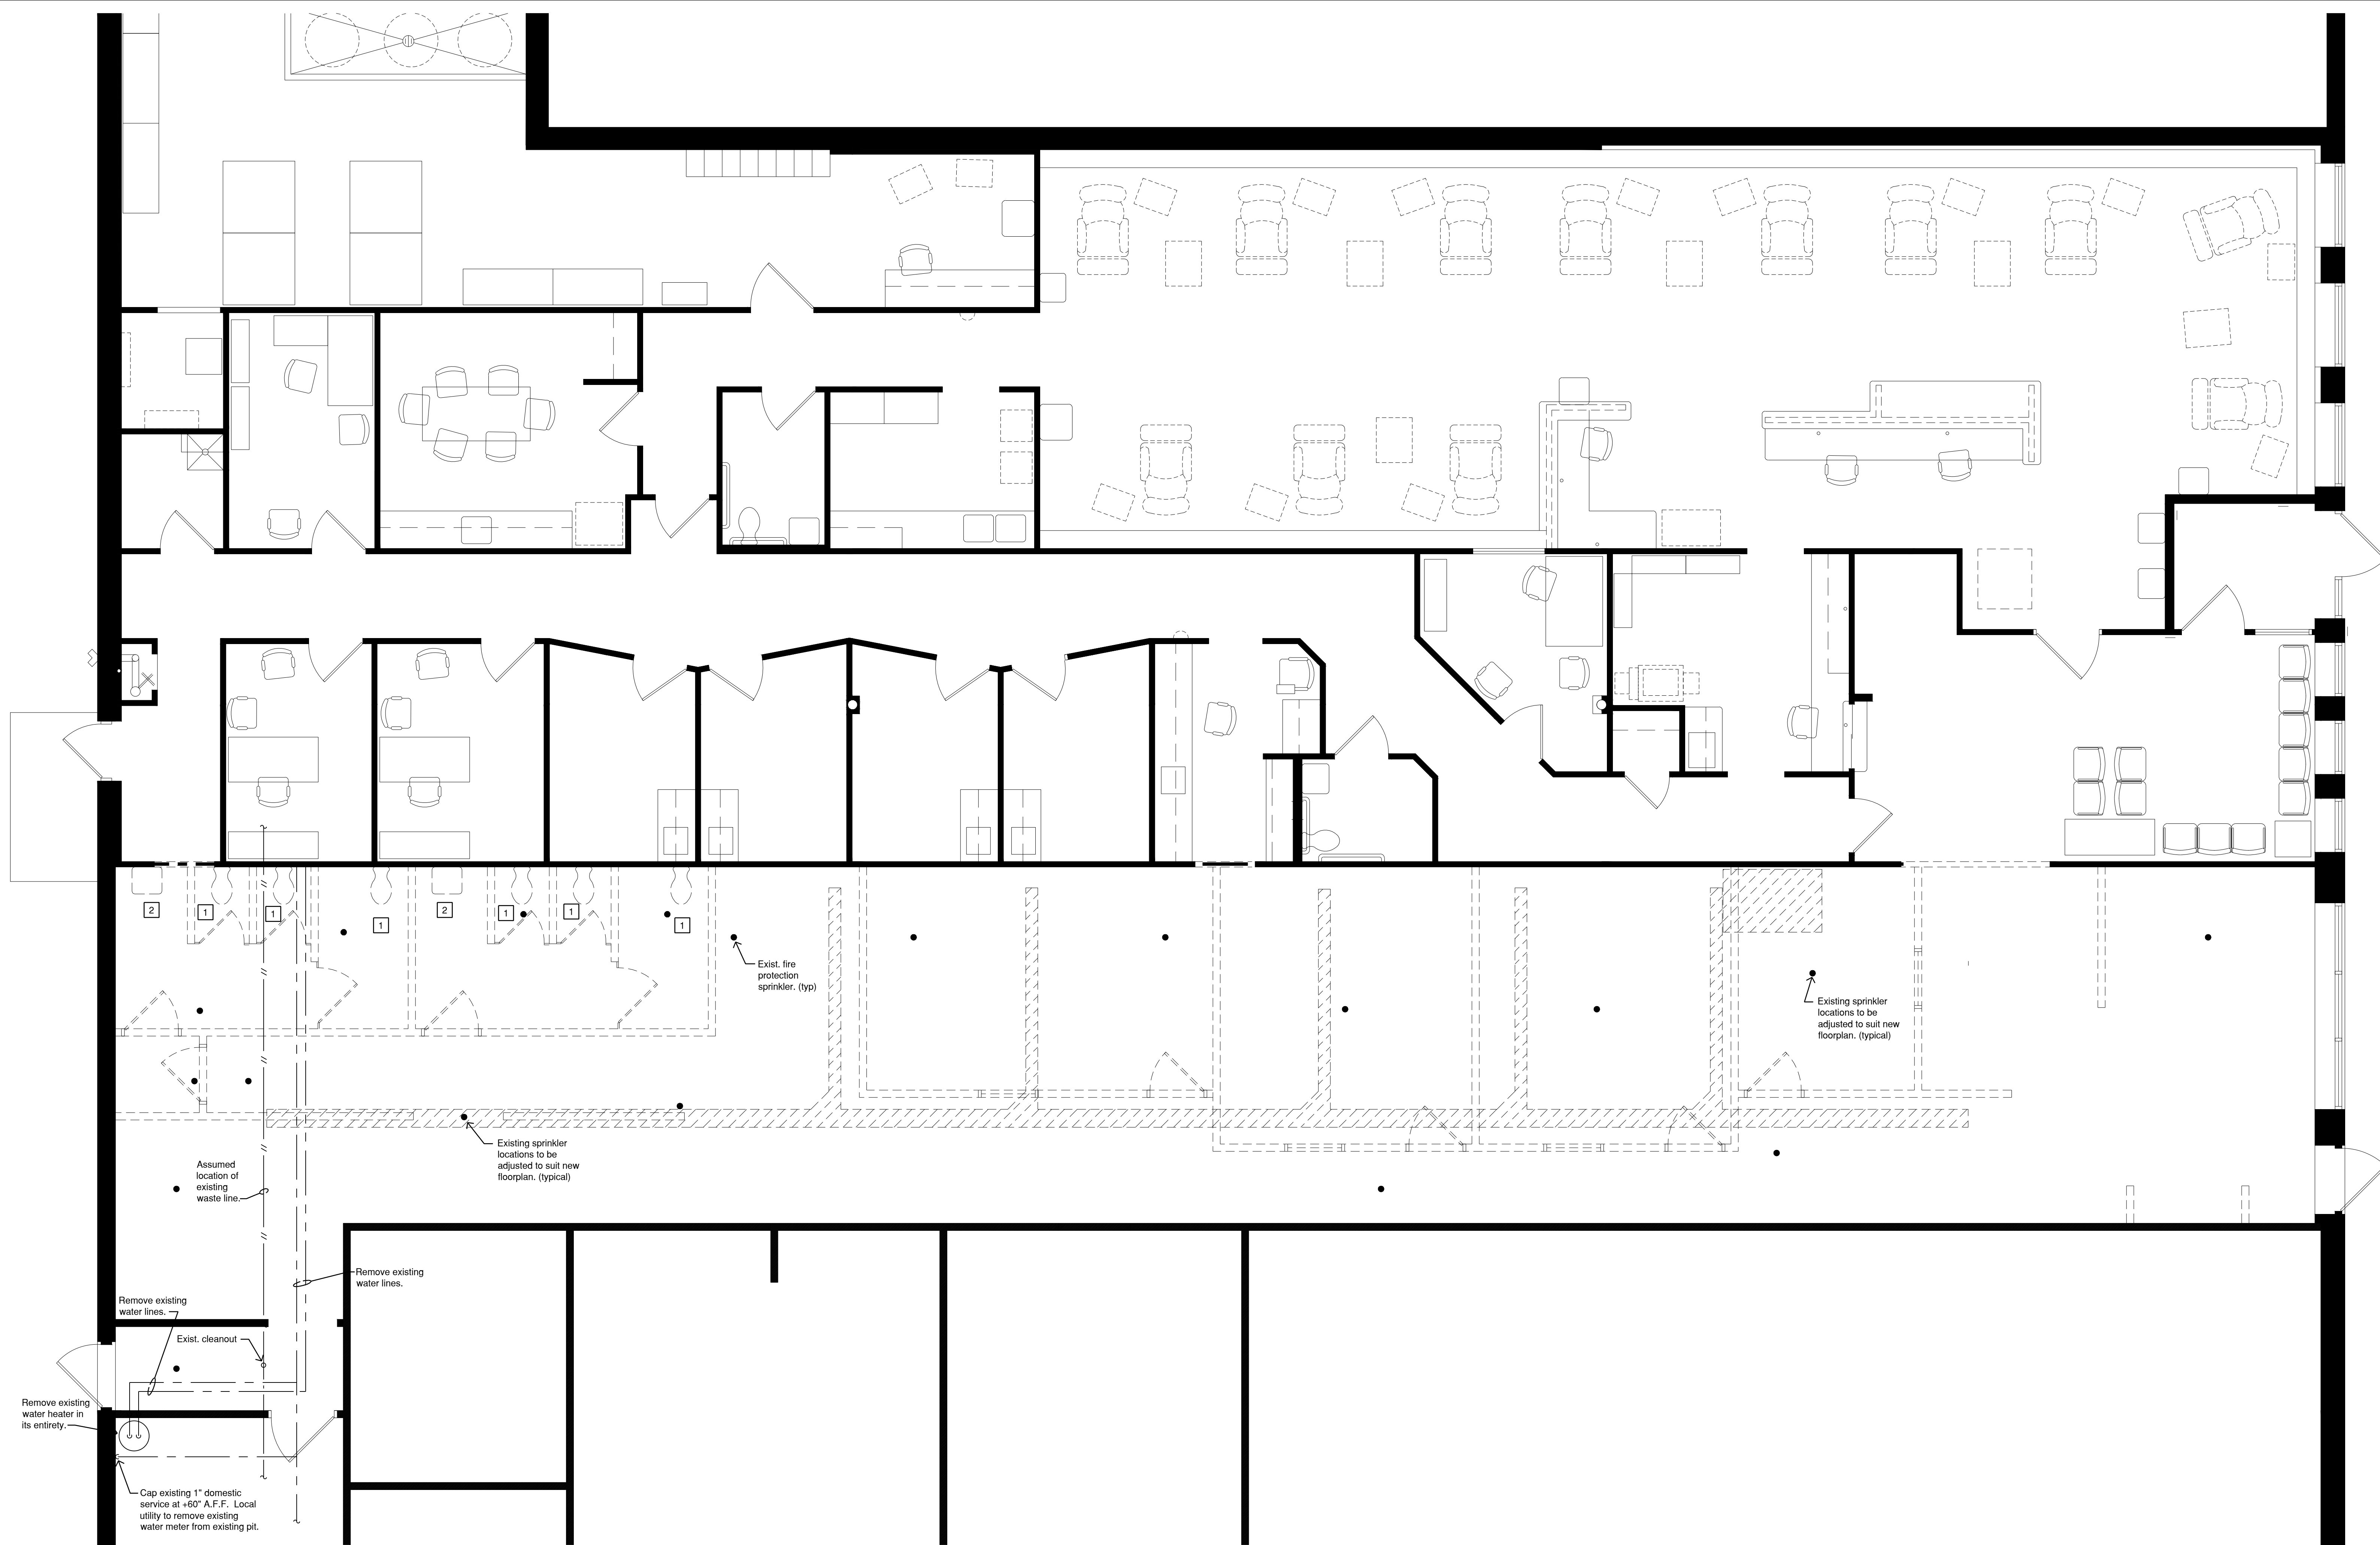 2
1
1
1
2
1
1
1
Exist. fire
protection
sprinkler. (typ)
Existing sprinkler
locations to be
adjusted to suit new
floorplan. (typical)
Existing sprinkler
locations to be
adjusted to suit new
floorplan. (typical)
Assumed
location of
existing
waste line.
Remove existing
water lines.
Remove existing
water lines.
Exist. cleanout
Remove existing
water heater in
its entirety.
Cap existing 1" domestic
service at +60" A.F.F. Local
utility to remove existing
water meter from existing pit.